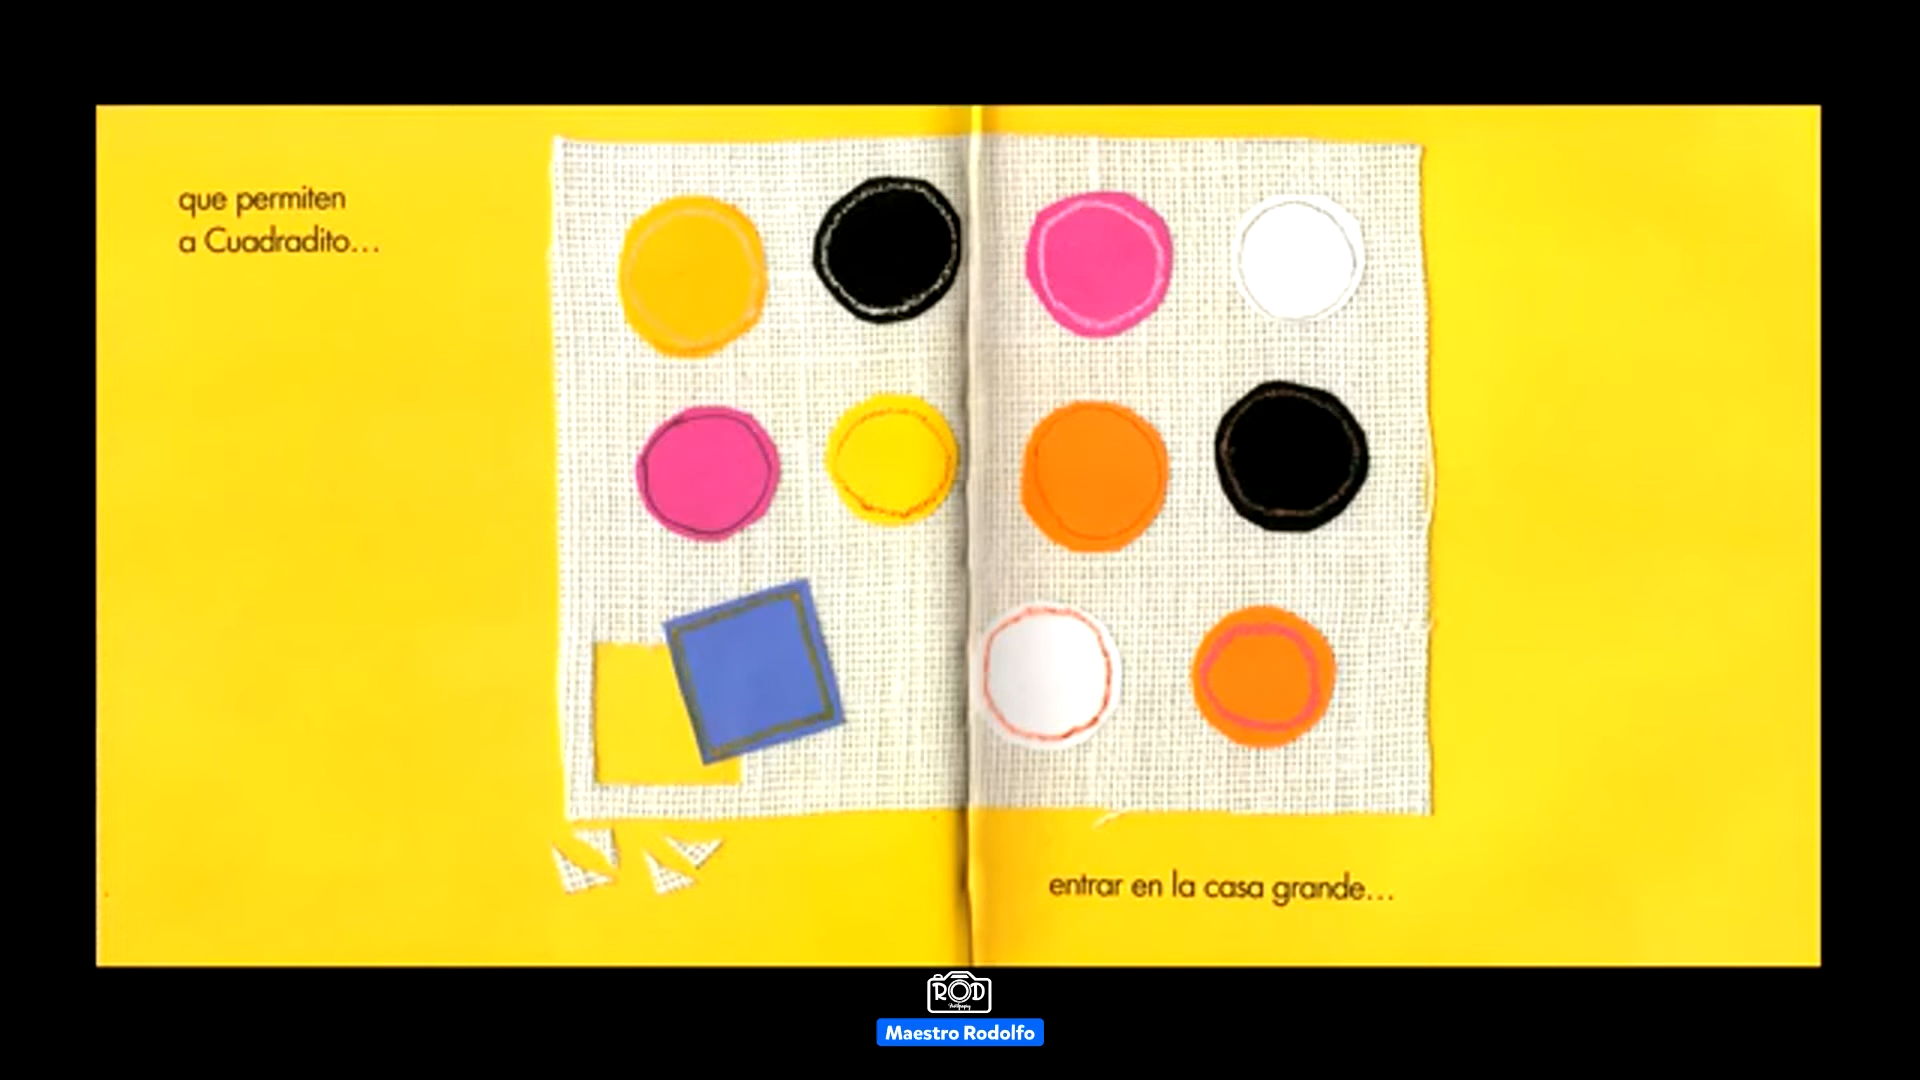 que permiten
a Cuadradito...
entrar en la casa grande...
ROD
Maestro Rodolfo